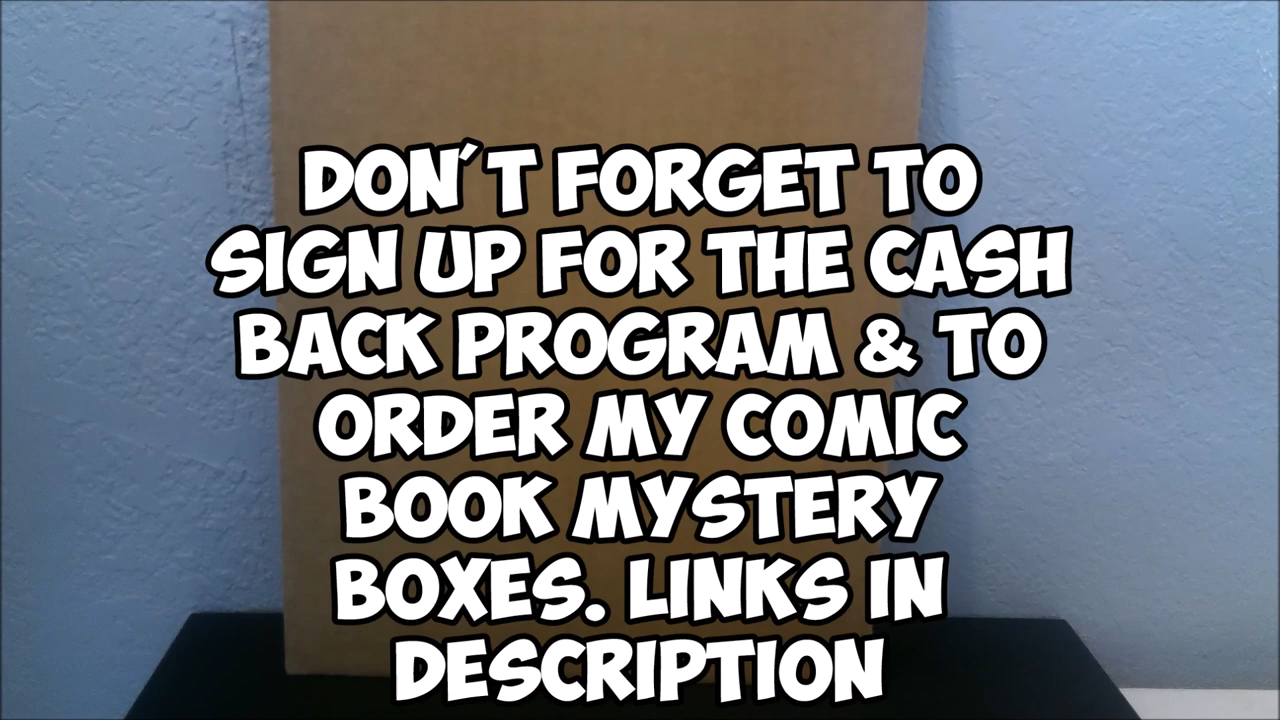 DON'T FORGET TO
SIGN UP FOR THE CASH
BACK PROGRAM & TO
ORDER MY COMIC
BOOK MYSTERY
BOXES. LINKS IN
DESCRIPTION